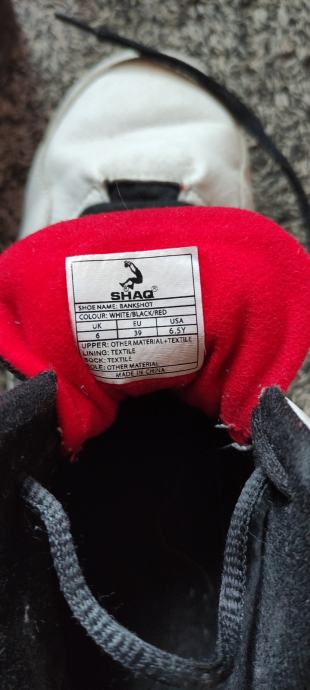 SHAQ
SHOE NAME: BANKSHOT
COLOUR: WHITE/BLACK/RED
UK EU USA
6 39 6.5Y
UPPER: OTHER MATERIAL+TEXTILE
LINING: TEXTILE
SOCK: TEXTILE
SOLE: OTHER MATERIAL
MADE IN CHINA